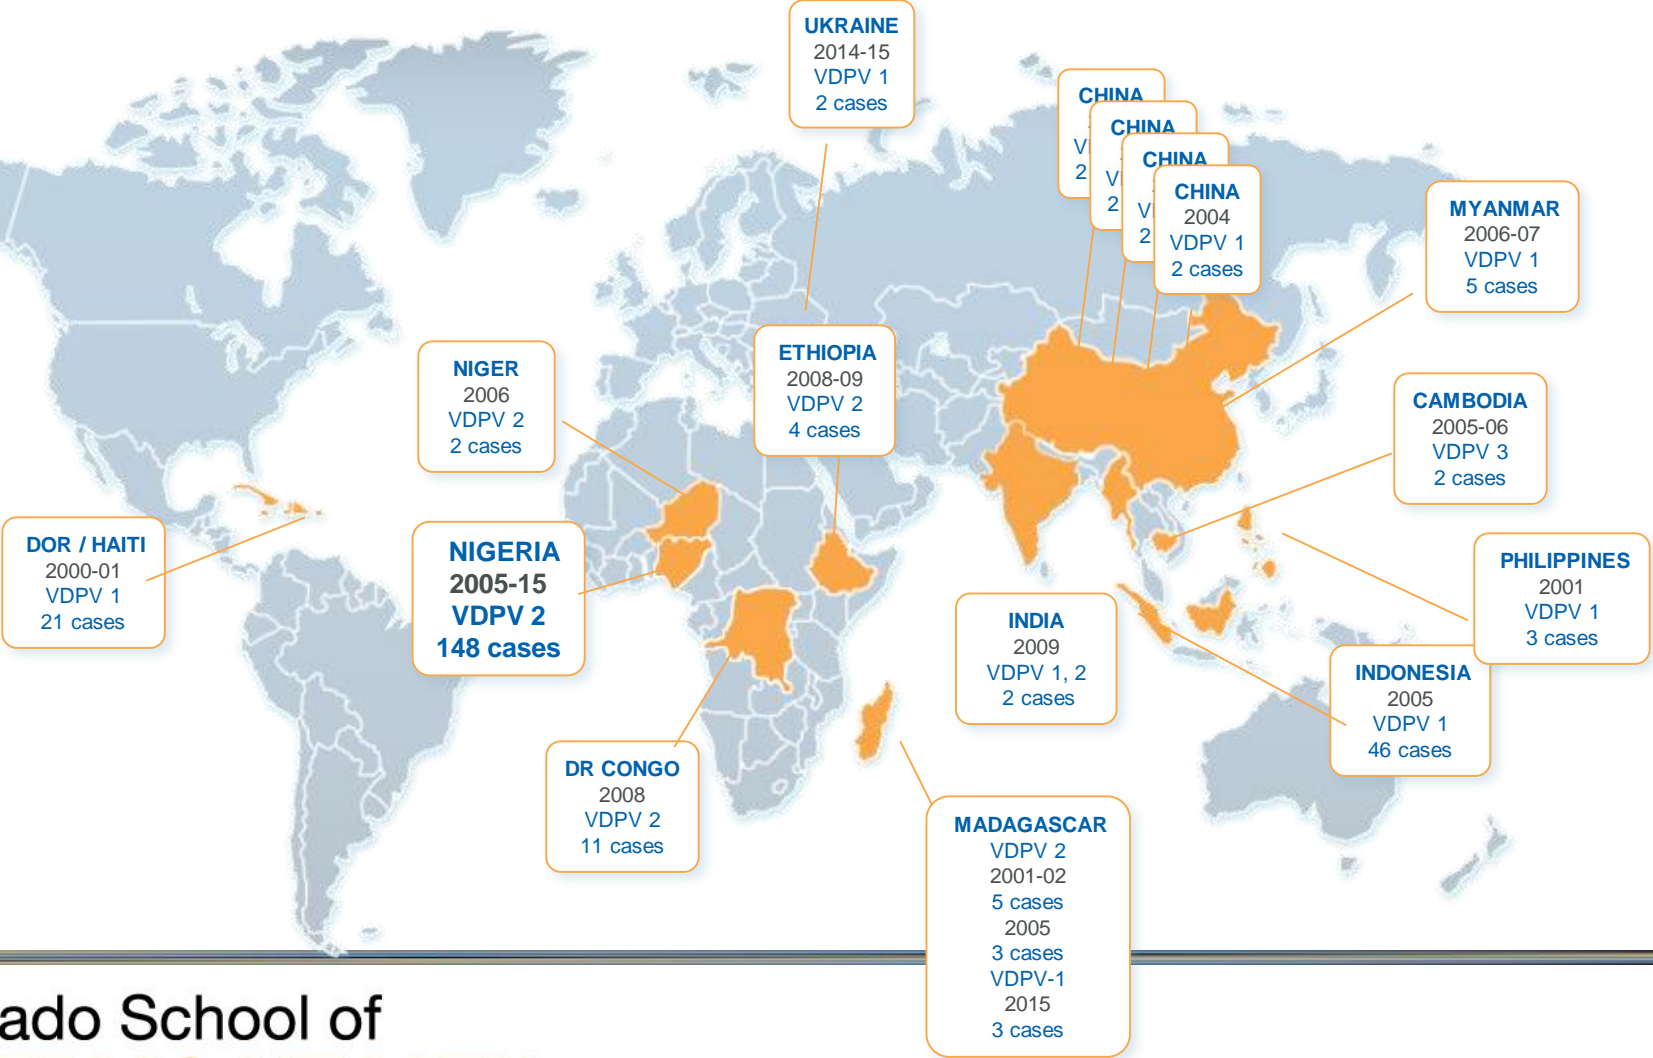 UKRAINE
2014-15
VDPV 1
2 cases
CHINA
2
CHINA
2
CHINA
2
CHINA
2004
VDPV 1
2 cases
MYANMAR
2006-07
VDPV 1
5 cases
NIGER
2006
VDPV 2
2 cases
ETHIOPIA
2008-09
VDPV 2
4 cases
CAMBODIA
2005-06
VDPV 3
2 cases
DOR / HAITI
2000-01
VDPV 1
21 cases
NIGERIA
2005-15
VDPV 2
148 cases
PHILIPPINES
2001
VDPV 1
3 cases
INDIA
2009
VDPV 1, 2
2 cases
INDONESIA
2005
VDPV 1
46 cases
DR CONGO
2008
VDPV 2
11 cases
MADAGASCAR
VDPV 2
2001-02
5 cases
2005
3 cases
VDPV-1
2015
3 cases
ado School of